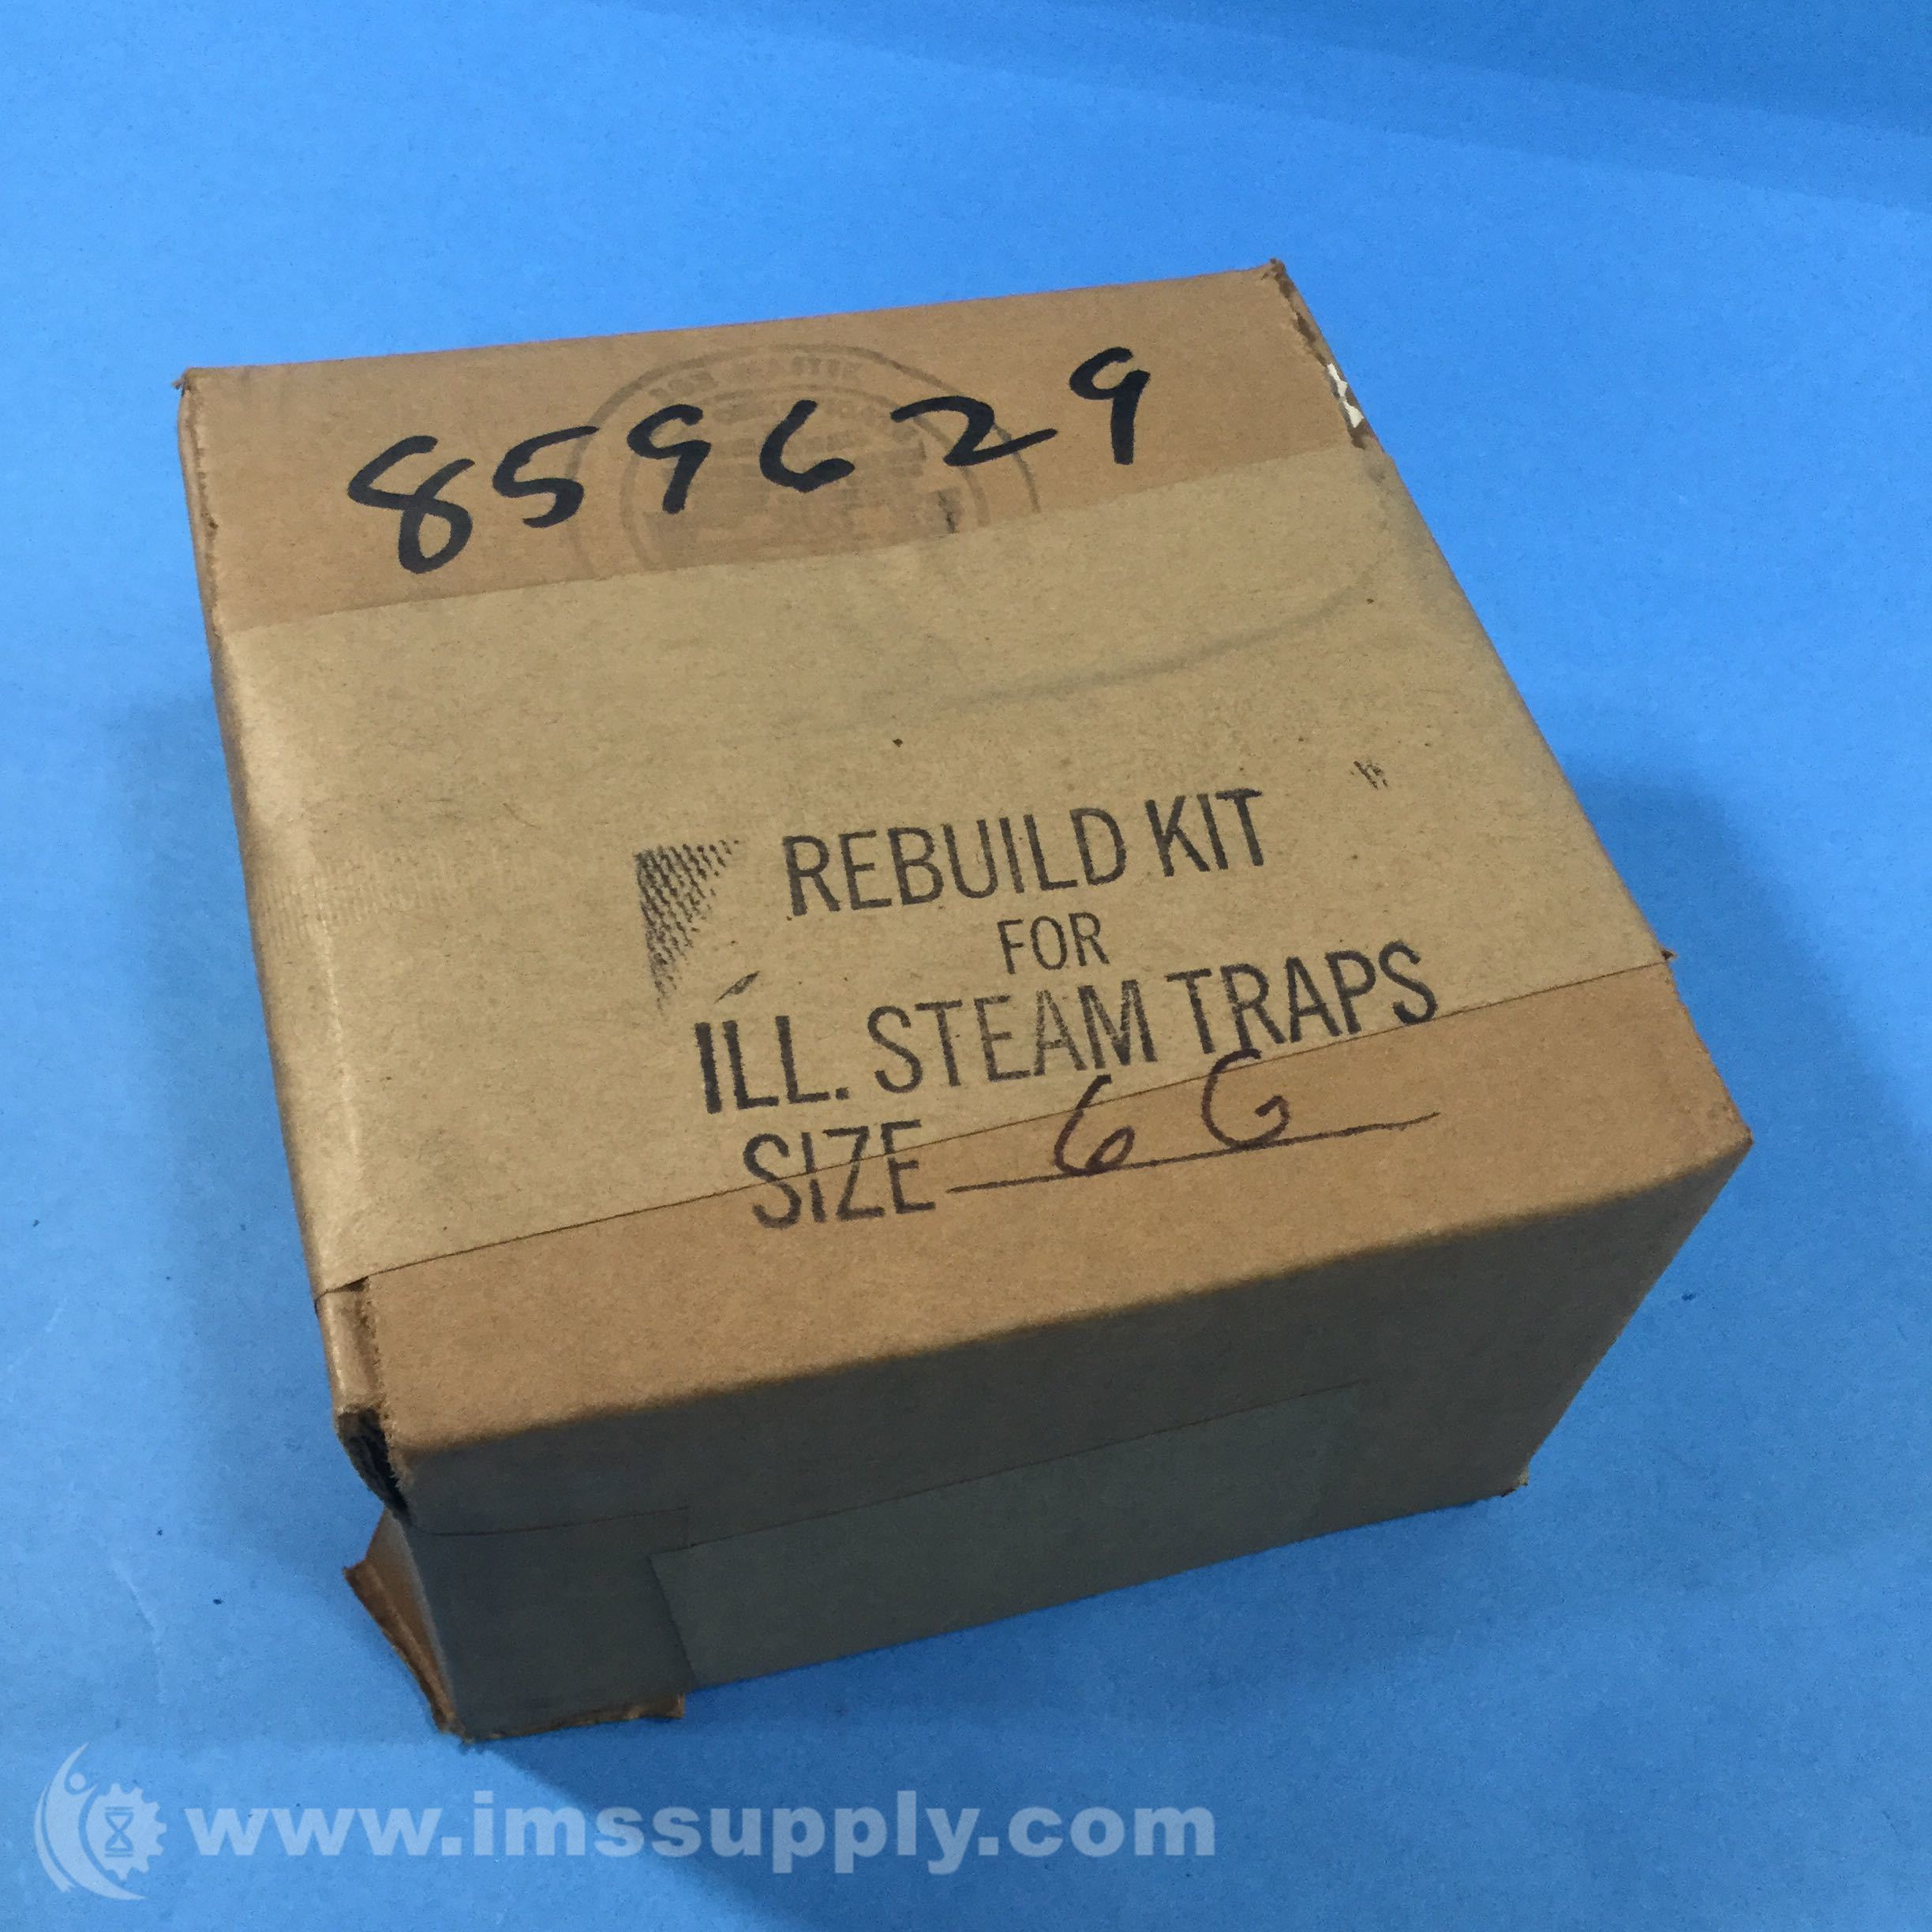 859629
REBUILD KIT
FOR
ILL. STEAM TRAPS
SIZE 6G
www.imssupply.com